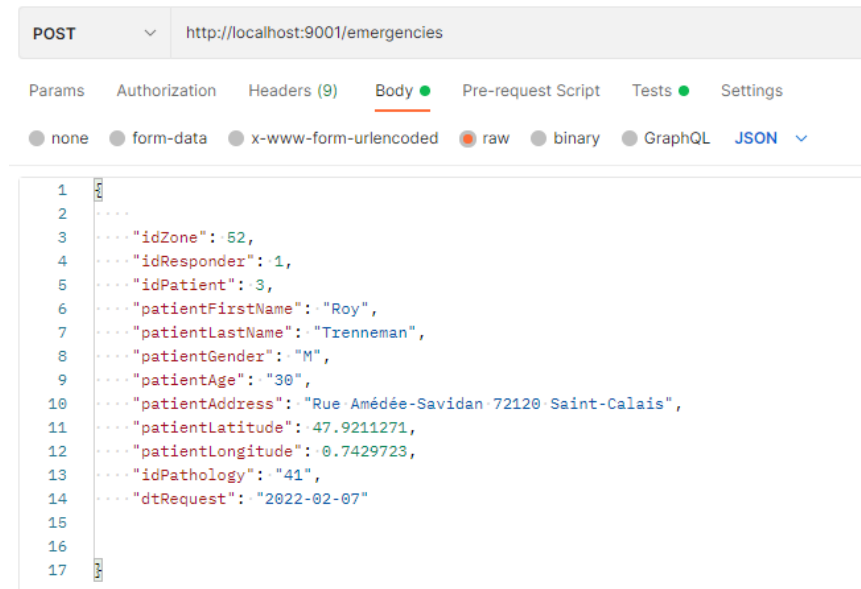 POST http://localhost:9001/emergencies
Params Authorization Headers (9) Body Pre-request Script Tests Settings
none form-data x-www-form-urlencoded raw binary GraphQL JSON
1 {
2
3 "idZone": 52,
4 "idResponder": 1,
5 "idPatient": 3,
6 "patientFirstName": "Roy",
7 "patientLastName": "Trenneman",
8 "patientGender": "M",
9 "patientAge": "30",
10 "patientAddress": "Rue Amédée-Savidan 72120 Saint-Calais",
11 "patientLatitude": 47.9211271,
12 "patientLongitude": 0.7429723,
13 "idPathology": "41",
14 "dtRequest": "2022-02-07"
15
16
17 }